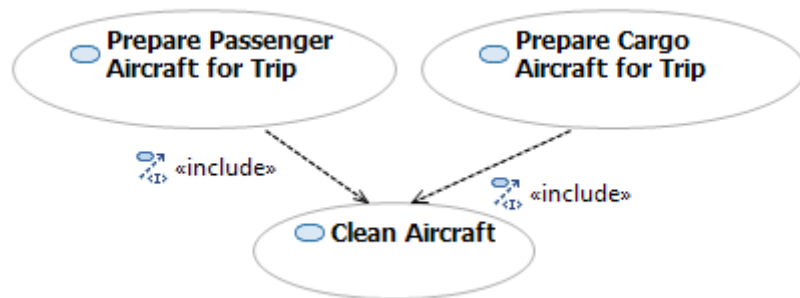 Prepare Passenger
Aircraft for Trip
Prepare Cargo
Aircraft for Trip
<I> «include»
<I> «include»
Clean Aircraft